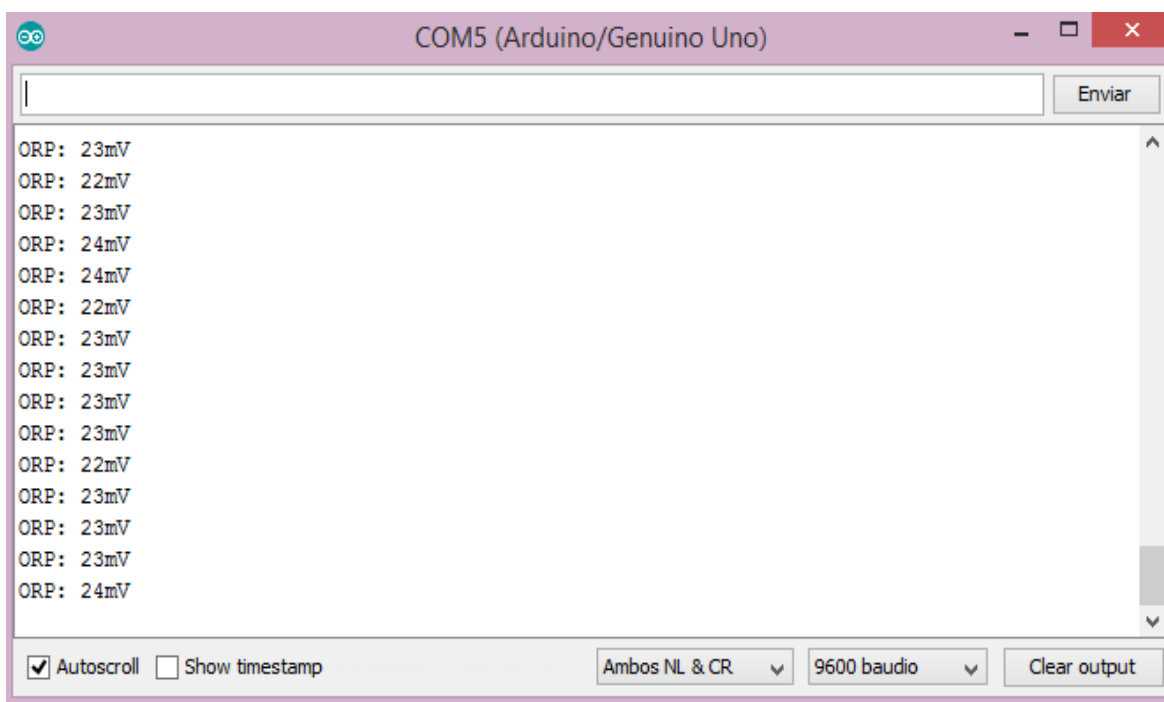 COM5 (Arduino/Genuino Uno)
Enviar
ORP: 23mV
ORP: 22mV
ORP: 23mV
ORP: 24mV
ORP: 24mV
ORP: 22mV
ORP: 23mV
ORP: 23mV
ORP: 23mV
ORP: 23mV
ORP: 22mV
ORP: 23mV
ORP: 23mV
ORP: 23mV
ORP: 24mV
Autoscroll Show timestamp Ambos NL & CR 9600 baudio Clear output